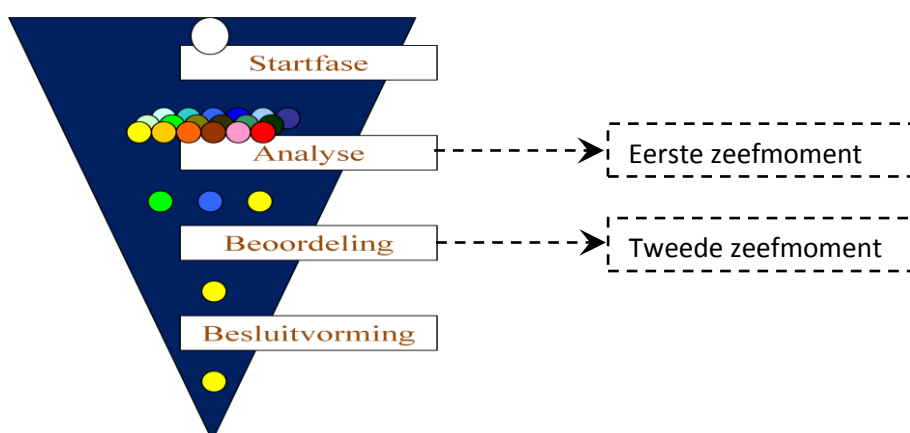 Startfase
Analyse
Eerste zeefmoment
Beoordeling
Tweede zeefmoment
Besluitvorming